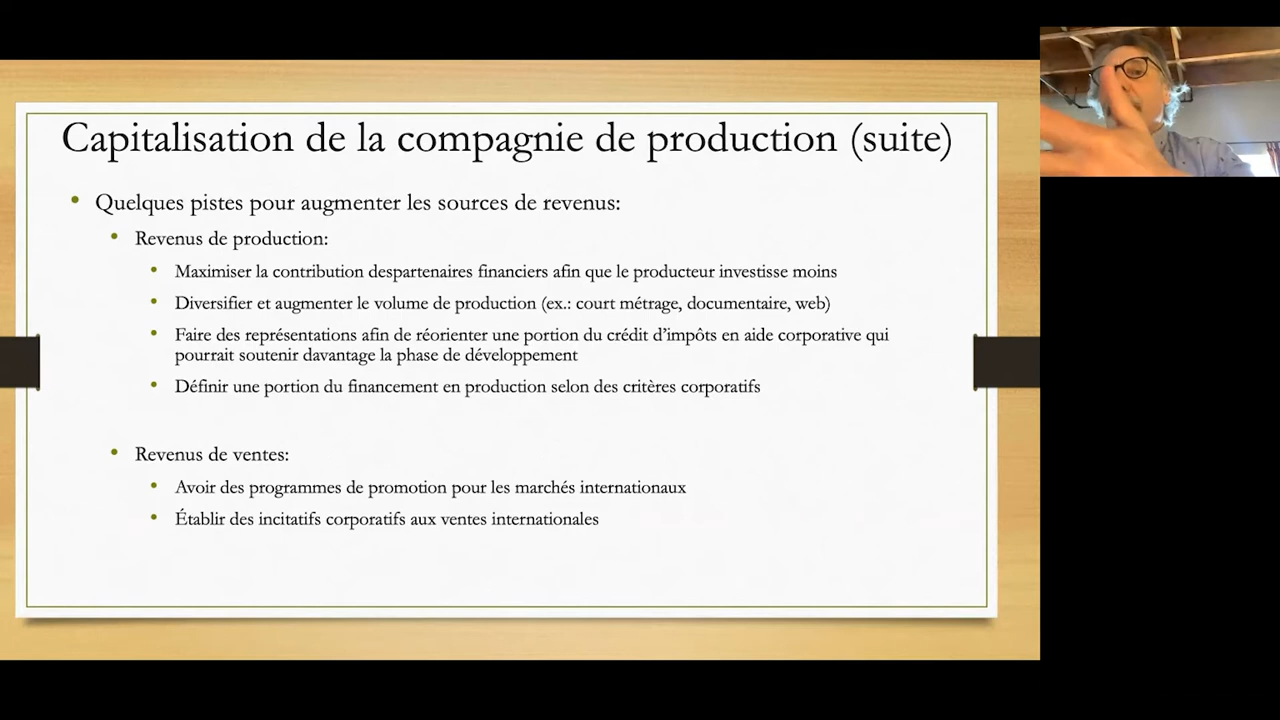 Capitalisation de la compagnie de production (suite)
Quelques pistes pour augmenter les sources de revenus:
Revenus de production:
Maximiser la contribution despartenaires financiers afin que le producteur investisse moins
Diversifier et augmenter le volume de production (ex.: court métrage, documentaire, web)
Faire des représentations afin de réorienter une portion du crédit d’impôts en aide corporative qui
pourrait soutenir davantage la phase de développement
Définir une portion du financement en production selon des critères corporatifs
Revenus de ventes:
Avoir des programmes de promotion pour les marchés internationaux
Établir des incitatifs corporatifs aux ventes internationales